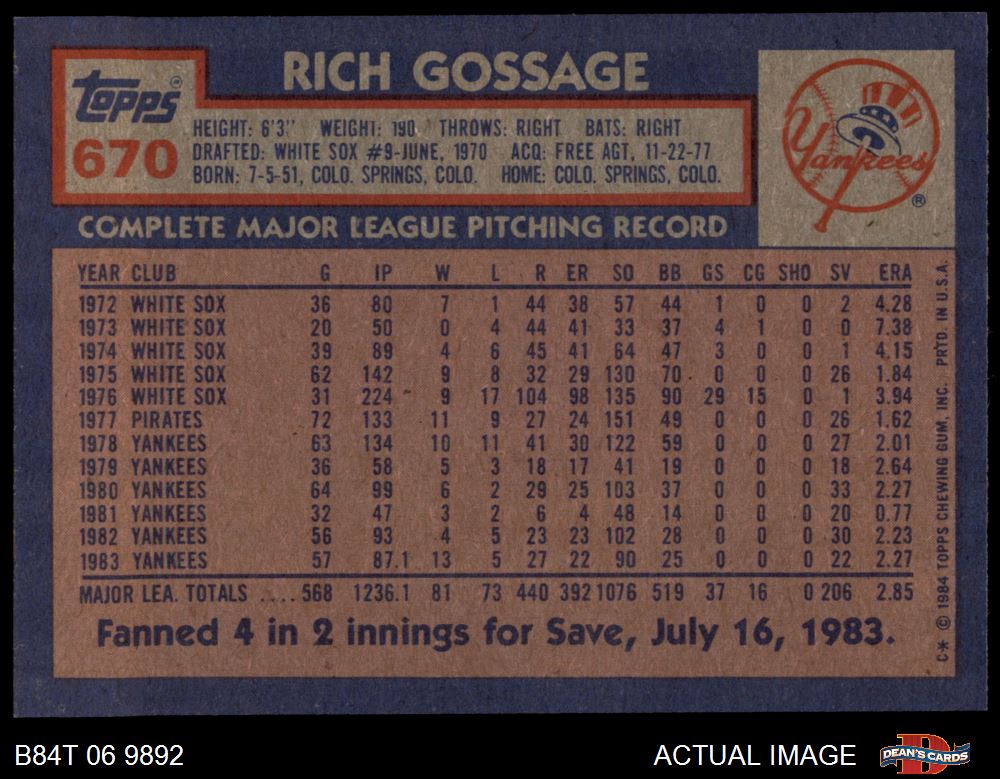 RICH GOSSAGE
Topps®
670
HEIGHT: 6'3" WEIGHT: 190 THROWS: RIGHT BATS: RIGHT
DRAFTED: WHITE SOX #9-JUNE, 1970 ACQ: FREE AGT, 11-22-77
BORN: 7-5-51, COLO. SPRINGS, COLO. HOME: COLO. SPRINGS, COLO.
Yankees
®
COMPLETE MAJOR LEAGUE PITCHING RECORD
YEAR CLUB G IP W L R ER SO BB GS CG SHO SV ERA
1972 WHITE SOX 36 80 7 1 44 38 57 44 1 0 0 2 4.28
1973 WHITE SOX 20 50 0 4 44 41 33 37 4 1 0 0 7.38
1974 WHITE SOX 39 89 4 6 45 41 64 47 3 0 0 1 4.15
1975 WHITE SOX 62 142 9 8 32 29 130 70 0 0 0 26 1.84
1976 WHITE SOX 31 224 9 17 104 98 135 90 29 15 0 1 3.94
1977 PIRATES 72 133 11 9 27 24 151 49 0 0 0 26 1.62
1978 YANKEES 63 134 10 11 41 30 122 59 0 0 0 27 2.01
1979 YANKEES 36 58 5 3 18 17 41 19 0 0 0 18 2.64
1980 YANKEES 64 99 6 2 29 25 103 37 0 0 0 33 2.27
1981 YANKEES 32 47 3 2 6 4 48 14 0 0 0 20 0.77
1982 YANKEES 56 93 4 5 23 23 102 28 0 0 0 30 2.23
1983 YANKEES 57 87.1 13 5 27 22 90 25 0 0 0 22 2.27
MAJOR LEA. TOTALS ....568 1236.1 81 73 440 392 1076 519 37 16 0 206 2.85
Fanned 4 in 2 innings for Save, July 16, 1983.
C* © 1984 TOPPS CHEWING GUM, INC. PRTD. IN U.S.A.
B84T 06 9892
ACTUAL IMAGE
DEAN'S CARDS